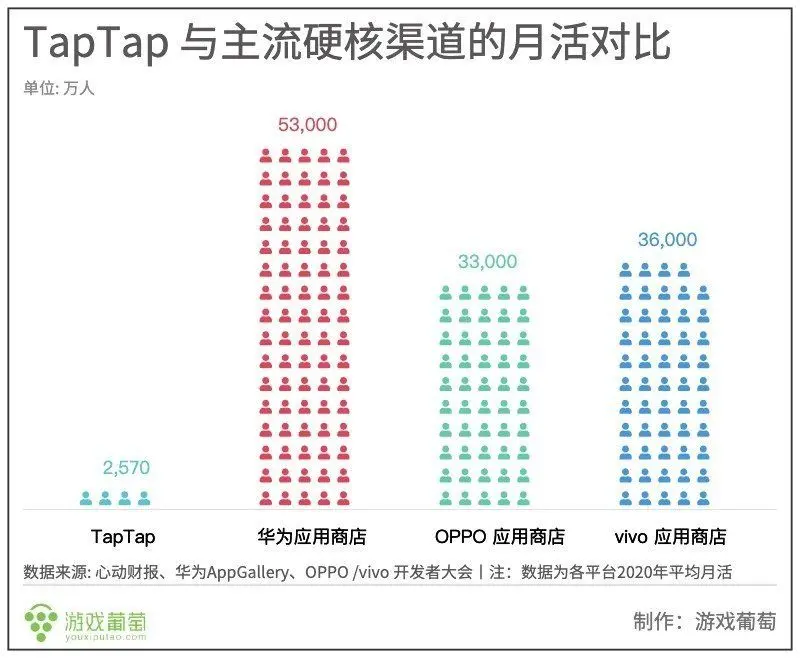 TapTap 与主流硬核渠道的月活对比
单位: 万人
53,000
36,000
33,000
2,570
TapTap 华为应用商店 OPPO 应用商店 vivo 应用商店
数据来源: 心动财报、华为AppGallery、OPPO /vivo 开发者大会丨注：数据为各平台2020年平均月活
游戏葡萄
youxiputao.com
制作：游戏葡萄